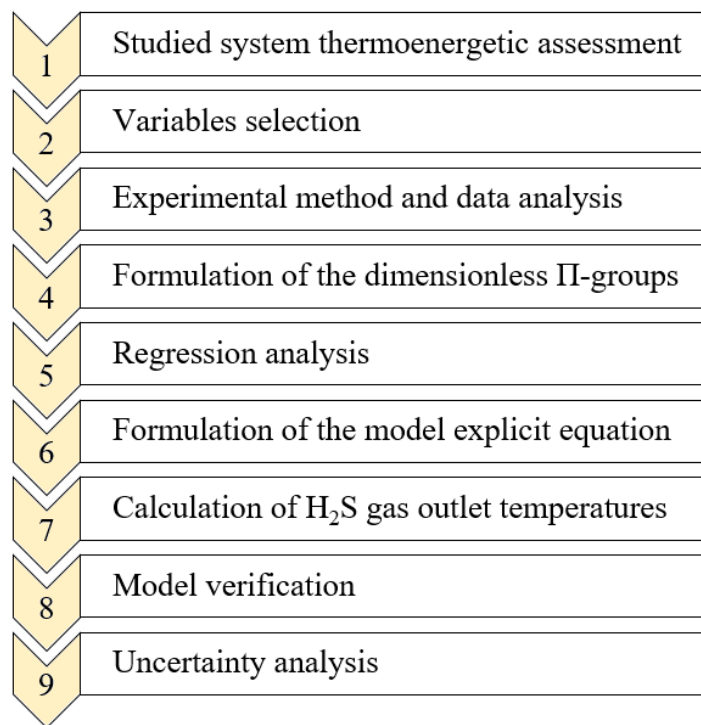 1 Studied system thermoenergetic assessment
2 Variables selection
3 Experimental method and data analysis
4 Formulation of the dimensionless Π-groups
5 Regression analysis
6 Formulation of the model explicit equation
7 Calculation of H₂S gas outlet temperatures
8 Model verification
9 Uncertainty analysis